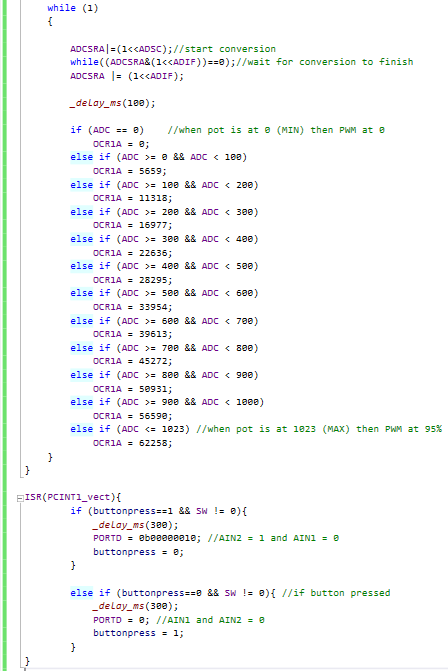 while (1)
{
ADCSRA|=(1<<ADSC);//start conversion
while((ADCSRA&(1<<ADIF))==0);//wait for conversion to finish
ADCSRA |= (1<<ADIF);
_delay_ms(100);
if (ADC == 0)    //when pot is at 0 (MIN) then PWM at 0
OCR1A = 0;
else if (ADC >= 0 && ADC < 100)
OCR1A = 5659;
else if (ADC >= 100 && ADC < 200)
OCR1A = 11318;
else if (ADC >= 200 && ADC < 300)
OCR1A = 16977;
else if (ADC >= 300 && ADC < 400)
OCR1A = 22636;
else if (ADC >= 400 && ADC < 500)
OCR1A = 28295;
else if (ADC >= 500 && ADC < 600)
OCR1A = 33954;
else if (ADC >= 600 && ADC < 700)
OCR1A = 39613;
else if (ADC >= 700 && ADC < 800)
OCR1A = 45272;
else if (ADC >= 800 && ADC < 900)
OCR1A = 50931;
else if (ADC >= 900 && ADC < 1000)
OCR1A = 56590;
else if (ADC <= 1023) //when pot is at 1023 (MAX) then PWM at 95%
OCR1A = 62258;
}
}
ISR(PCINT1_vect){
if (buttonpress==1 && SW != 0){
_delay_ms(300);
PORTD = 0b00000010; //AIN2 = 1 and AIN1 = 0
buttonpress = 0;
}
else if (buttonpress==0 && SW != 0){ //if button pressed
_delay_ms(300);
PORTD = 0; //AIN1 and AIN2 = 0
buttonpress = 1;
}
}